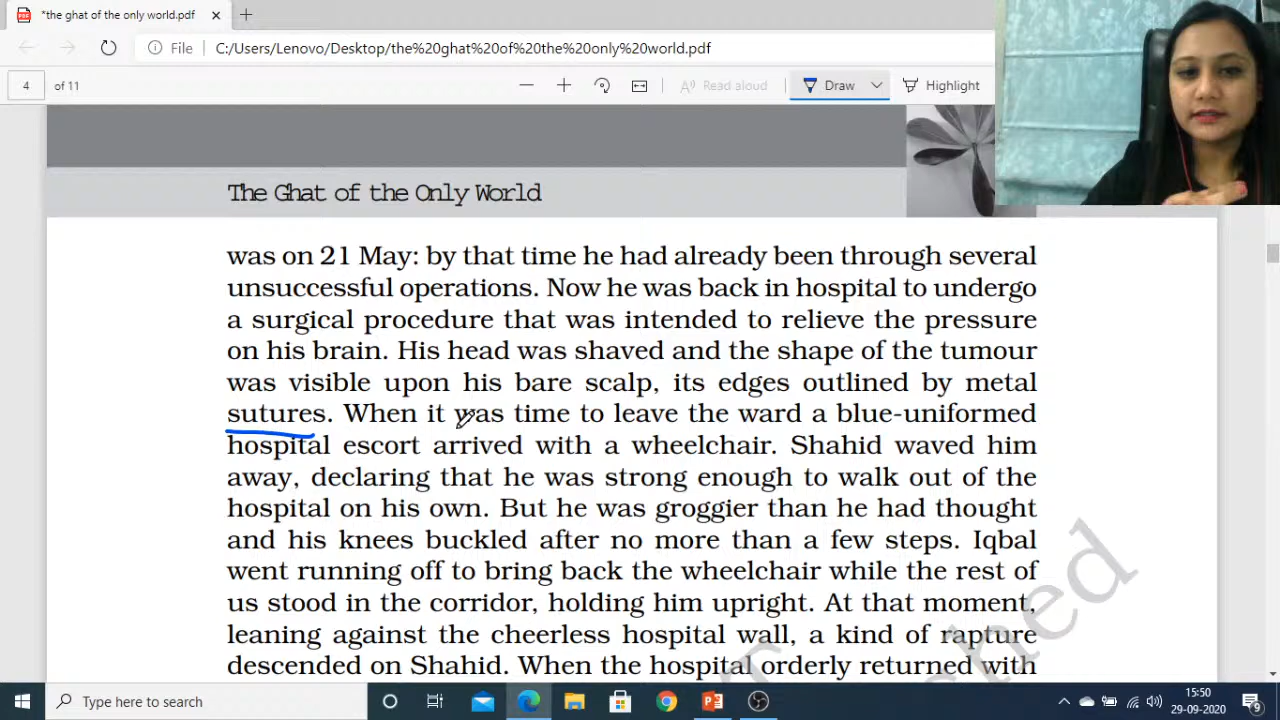 *the ghat of the only world.pdf
File C:/Users/Lenovo/Desktop/the%20ghat%20of%20the%20only%20world.pdf
4 of 11 Read aloud Draw Highlight
The Ghat of the Only World
was on 21 May: by that time he had already been through several
unsuccessful operations. Now he was back in hospital to undergo
a surgical procedure that was intended to relieve the pressure
on his brain. His head was shaved and the shape of the tumour
was visible upon his bare scalp, its edges outlined by metal
sutures. When it was time to leave the ward a blue-uniformed
hospital escort arrived with a wheelchair. Shahid waved him
away, declaring that he was strong enough to walk out of the
hospital on his own. But he was groggier than he had thought
and his knees buckled after no more than a few steps. Iqbal
went running off to bring back the wheelchair while the rest of
us stood in the corridor, holding him upright. At that moment,
leaning against the cheerless hospital wall, a kind of rapture
descended on Shahid. When the hospital orderly returned with
Type here to search
15:50
29-09-2020
9